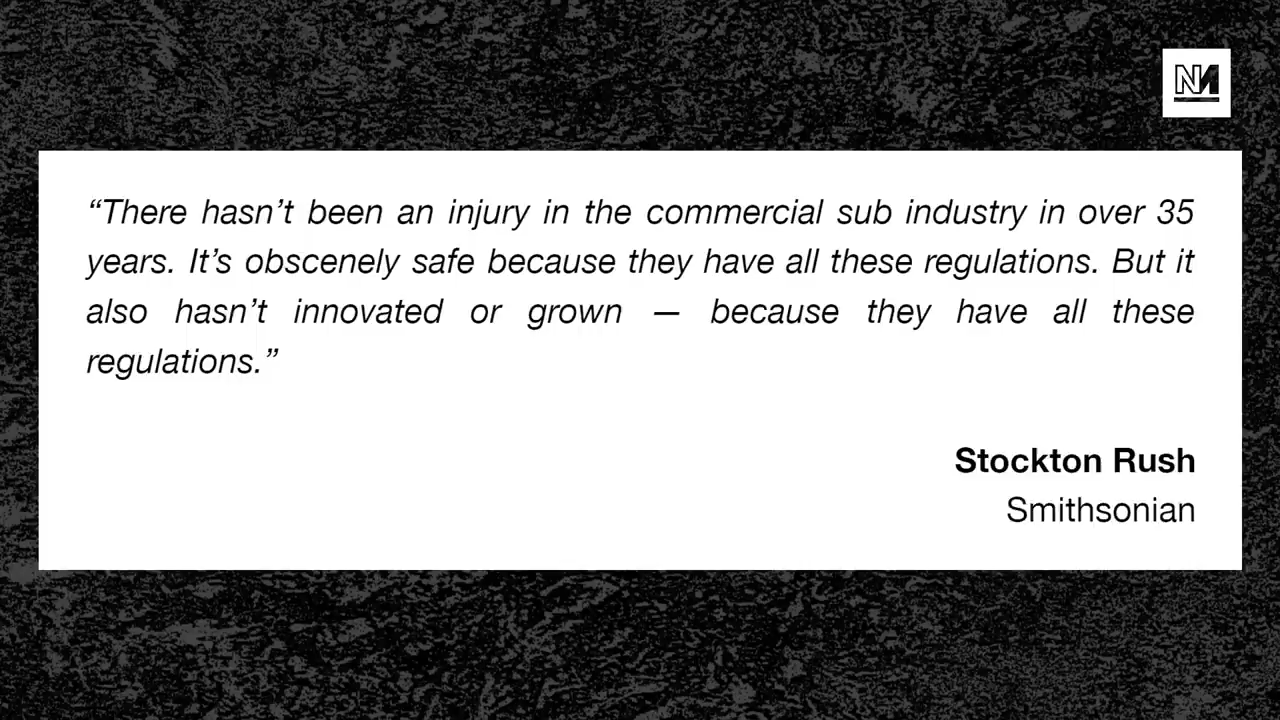 “There hasn’t been an injury in the commercial sub industry in over 35
years. It’s obscenely safe because they have all these regulations. But it
also hasn’t innovated or grown — because they have all these
regulations.”
Stockton Rush
Smithsonian